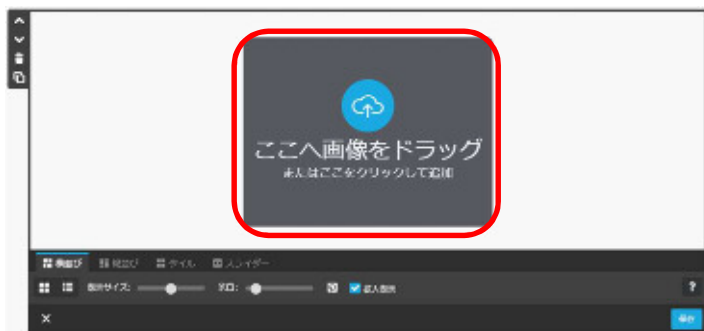 ここへ画像をドラッグ
またはここをクリックして追加
横並び 縦並び タイル スライダー
表示サイズ: 余白: 拡大表示 ?
保存